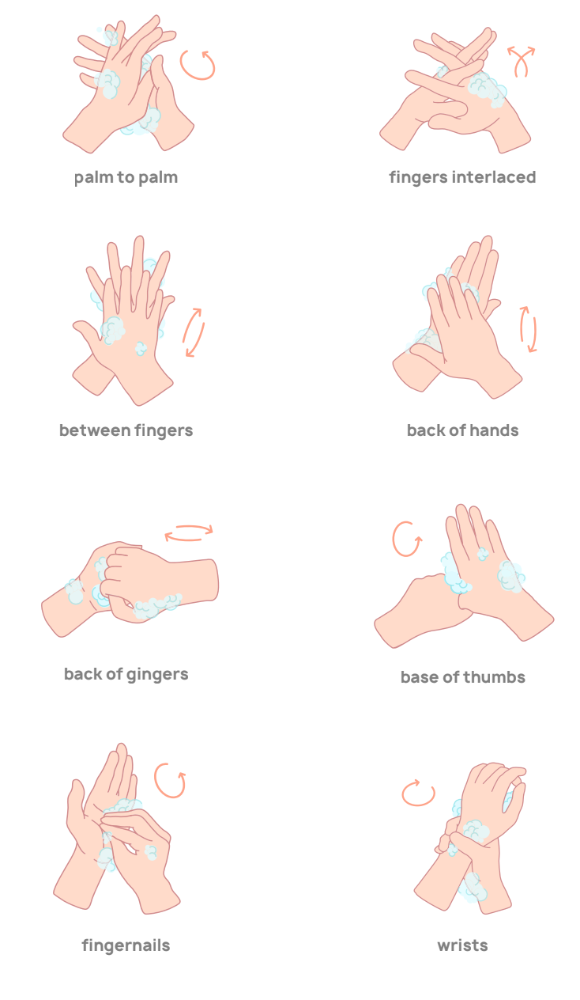 palm to palm
fingers interlaced
between fingers
back of hands
back of gingers
base of thumbs
fingernails
wrists